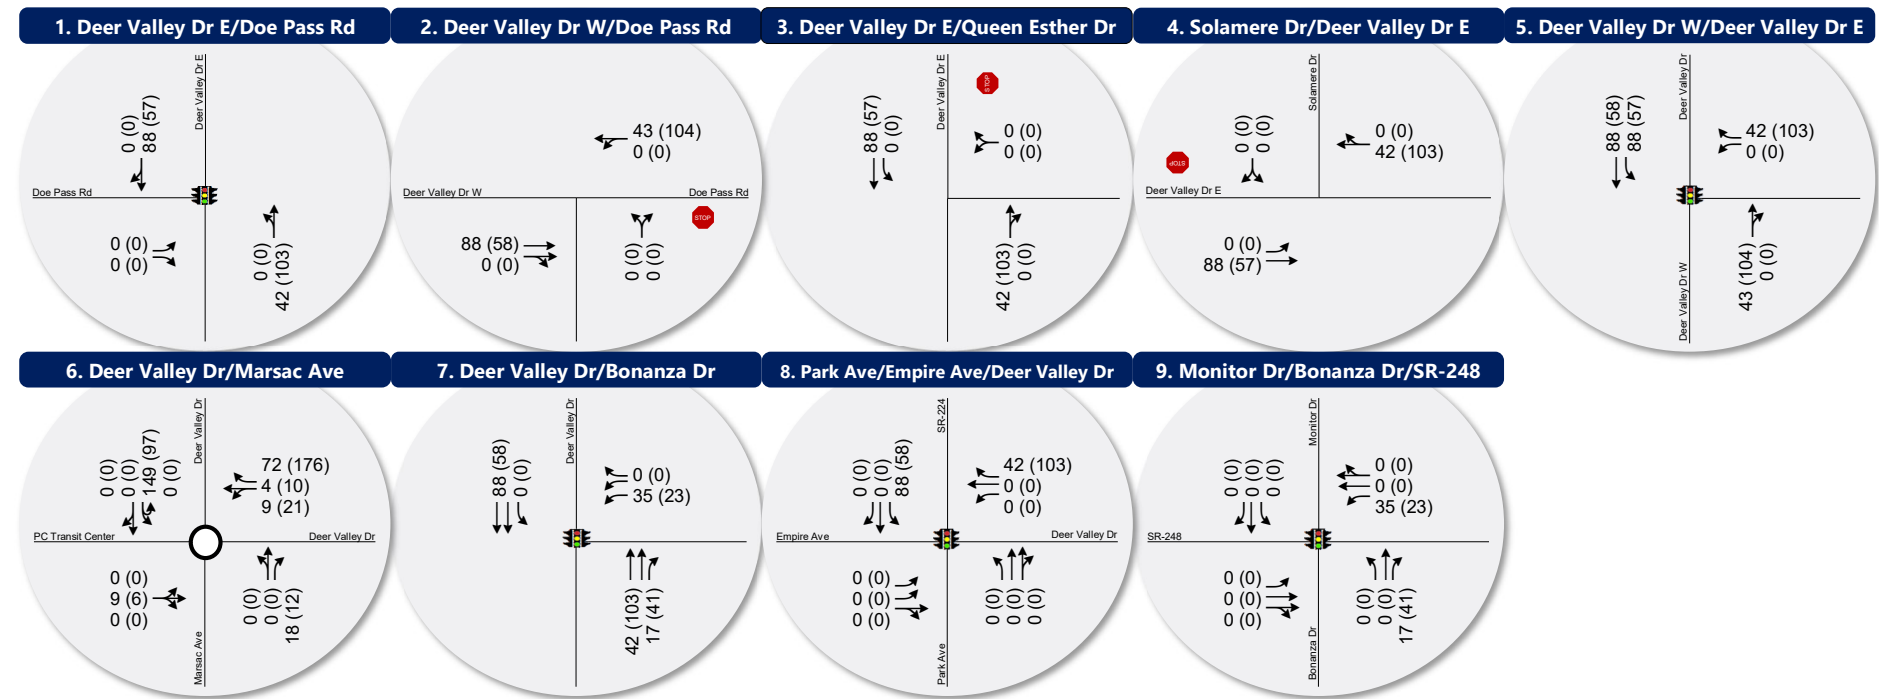 1. Deer Valley Dr E/Doe Pass Rd
Deer Valley Dr E
0 (0)
88 (57)
Doe Pass Rd
0 (0)
0 (0)
0 (0)
42 (103)
2. Deer Valley Dr W/Doe Pass Rd
43 (104)
0 (0)
Deer Valley Dr W
Doe Pass Rd
STOP
88 (58)
0 (0)
0 (0)
0 (0)
3. Deer Valley Dr E/Queen Esther Dr
Deer Valley Dr E
STOP
88 (57)
0 (0)
0 (0)
0 (0)
42 (103)
0 (0)
4. Solamere Dr/Deer Valley Dr E
Solamere Dr
0 (0)
0 (0)
0 (0)
42 (103)
STOP
Deer Valley Dr E
0 (0)
88 (57)
5. Deer Valley Dr W/Deer Valley Dr E
Deer Valley Dr
88 (58)
88 (57)
42 (103)
0 (0)
Deer Valley Dr W
43 (104)
0 (0)
6. Deer Valley Dr/Marsac Ave
Deer Valley Dr
0 (0)
0 (0)
149 (97)
0 (0)
72 (176)
4 (10)
9 (21)
PC Transit Center
Deer Valley Dr
0 (0)
9 (6)
0 (0)
Marsac Ave
0 (0)
0 (0)
18 (12)
7. Deer Valley Dr/Bonanza Dr
Deer Valley Dr
88 (58)
0 (0)
0 (0)
35 (23)
42 (103)
17 (41)
8. Park Ave/Empire Ave/Deer Valley Dr
SR-224
0 (0)
0 (0)
88 (58)
42 (103)
0 (0)
0 (0)
Empire Ave
Deer Valley Dr
0 (0)
0 (0)
0 (0)
Park Ave
0 (0)
0 (0)
0 (0)
9. Monitor Dr/Bonanza Dr/SR-248
Monitor Dr
0 (0)
0 (0)
0 (0)
0 (0)
0 (0)
35 (23)
SR-248
0 (0)
0 (0)
0 (0)
Bonanza Dr
0 (0)
0 (0)
17 (41)